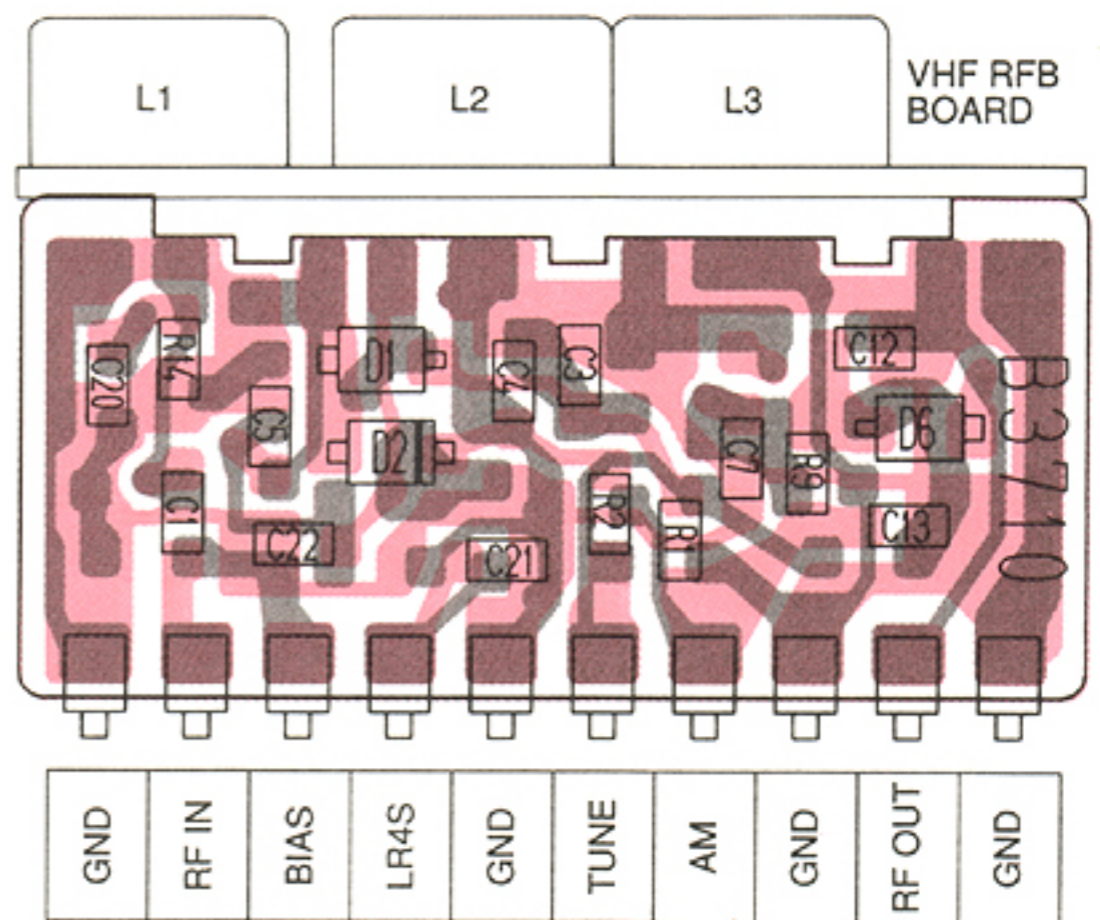 L1
L2
L3
VHF RFB
BOARD
C20
R14
C5
D1
D2
C4
C3
C12
D6
C7
R9
C1
C22
C21
R2
R1
C13
B3710
GND
RF IN
BIAS
LR4S
GND
TUNE
AM
GND
RF OUT
GND